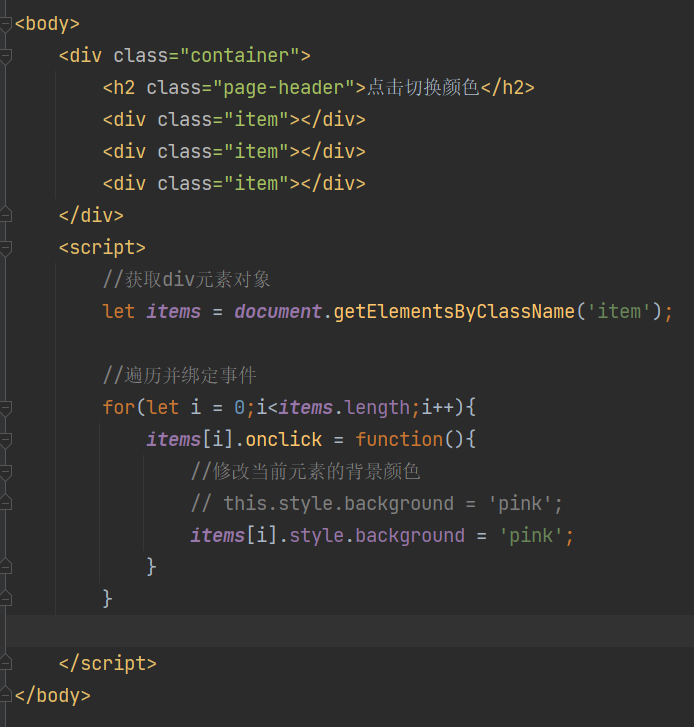 <body>
<div class="container">
<h2 class="page-header">点击切换颜色</h2>
<div class="item"></div>
<div class="item"></div>
<div class="item"></div>
</div>
<script>
//获取div元素对象
let items = document.getElementsByClassName('item');
//遍历并绑定事件
for(let i = 0;i<items.length;i++){
items[i].onclick = function(){
//修改当前元素的背景颜色
// this.style.background = 'pink';
items[i].style.background = 'pink';
}
}
</script>
</body>